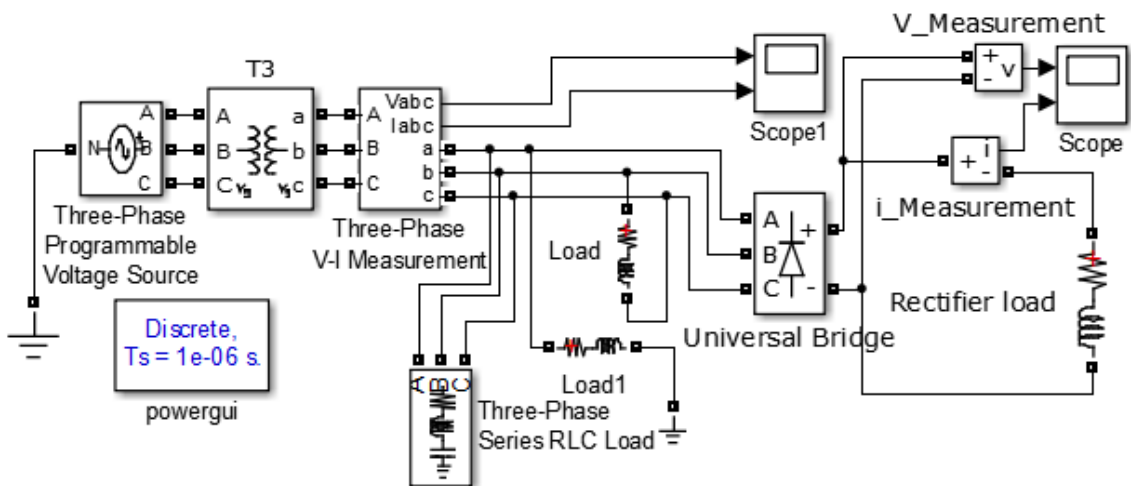 V_Measurement
T3
A
B
C
N
A
B
C
a
b
c
A
B
C
Vabc
Iabc
a
b
c
Scope1
+
-
v
Scope
+
i
-
i_Measurement
Three-Phase
Programmable
Voltage Source
Three-Phase
V-I Measurement
Load
A
B
C
+
-
Universal Bridge
Rectifier load
Discrete,
Ts = 1e-06 s.
powergui
Load1
A
B
C
Three-Phase
Series RLC Load